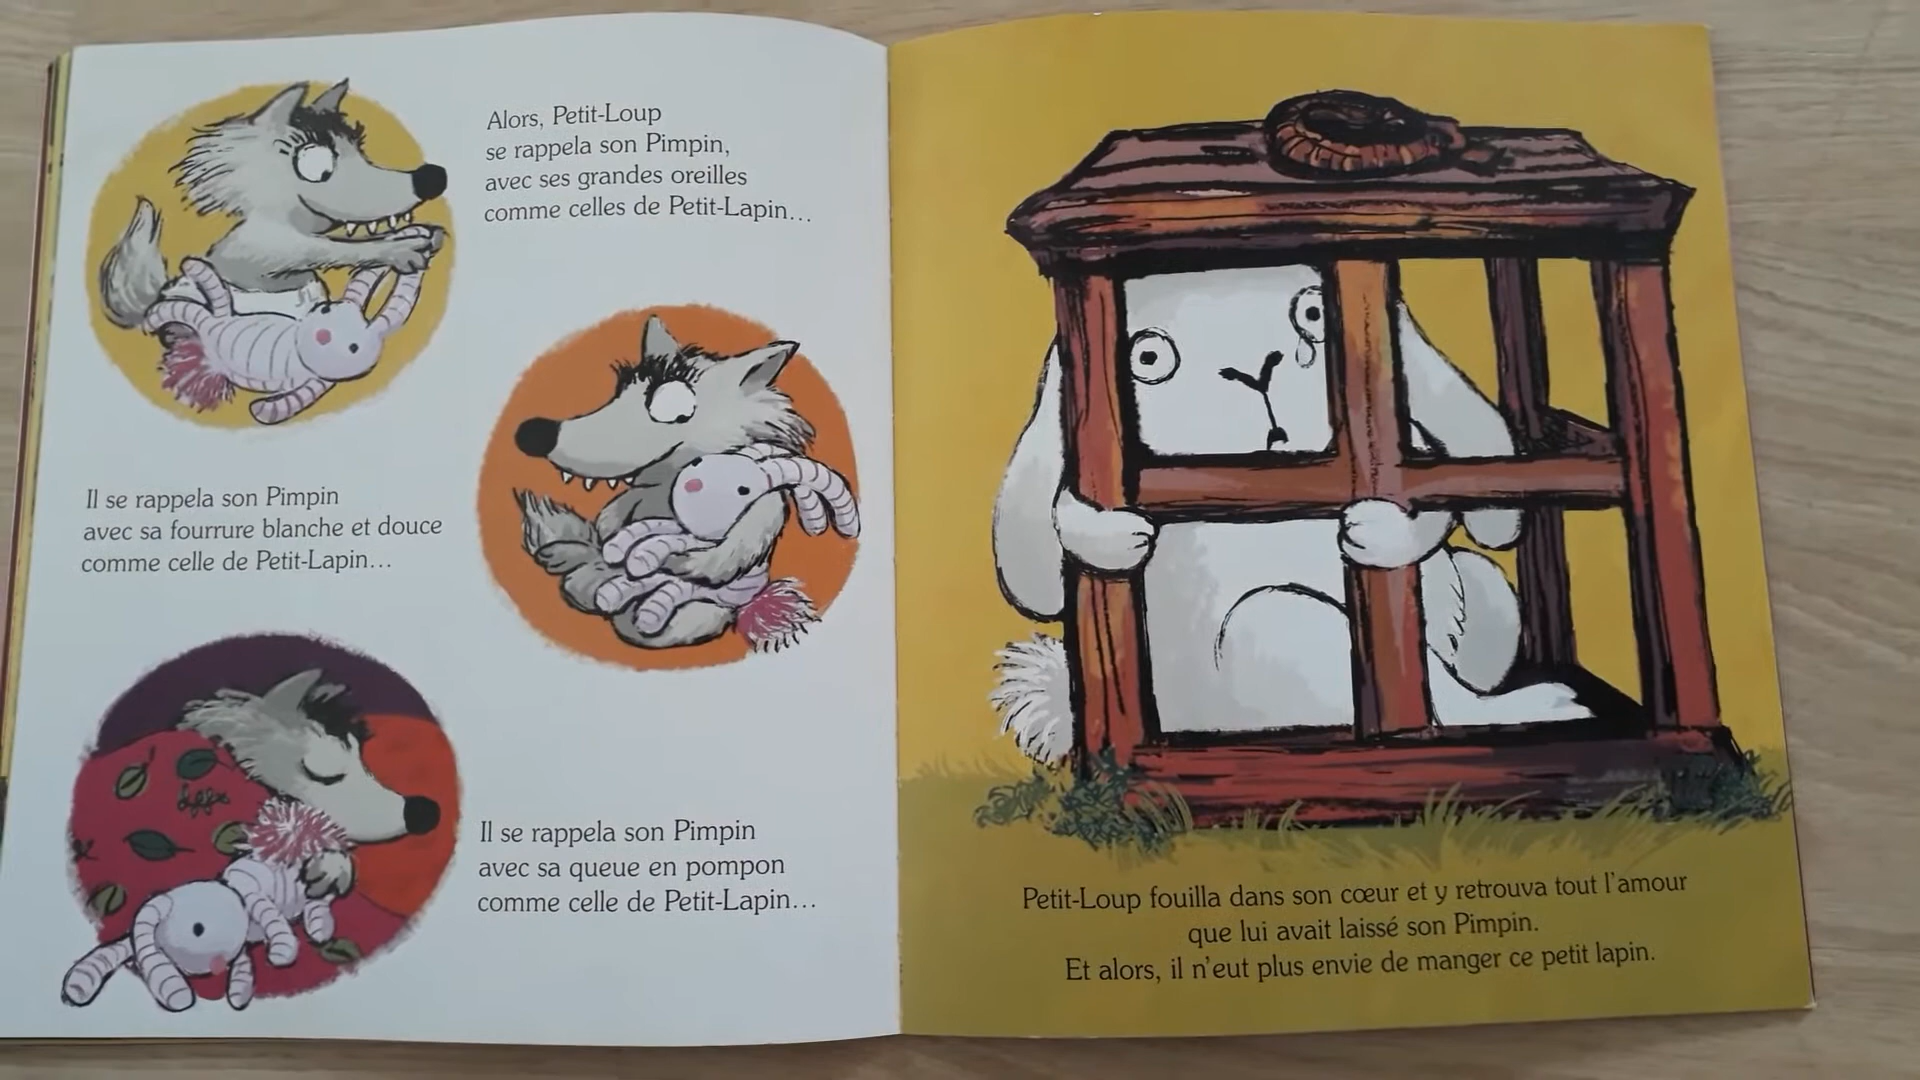 Alors, Petit-Loup
se rappela son Pimpin,
avec ses grandes oreilles
comme celles de Petit-Lapin…
Il se rappela son Pimpin
avec sa fourrure blanche et douce
comme celle de Petit-Lapin…
Il se rappela son Pimpin
avec sa queue en pompon
comme celle de Petit-Lapin…
Petit-Loup fouilla dans son cœur et y retrouva tout l'amour
que lui avait laissé son Pimpin.
Et alors, il n'eut plus envie de manger ce petit lapin.